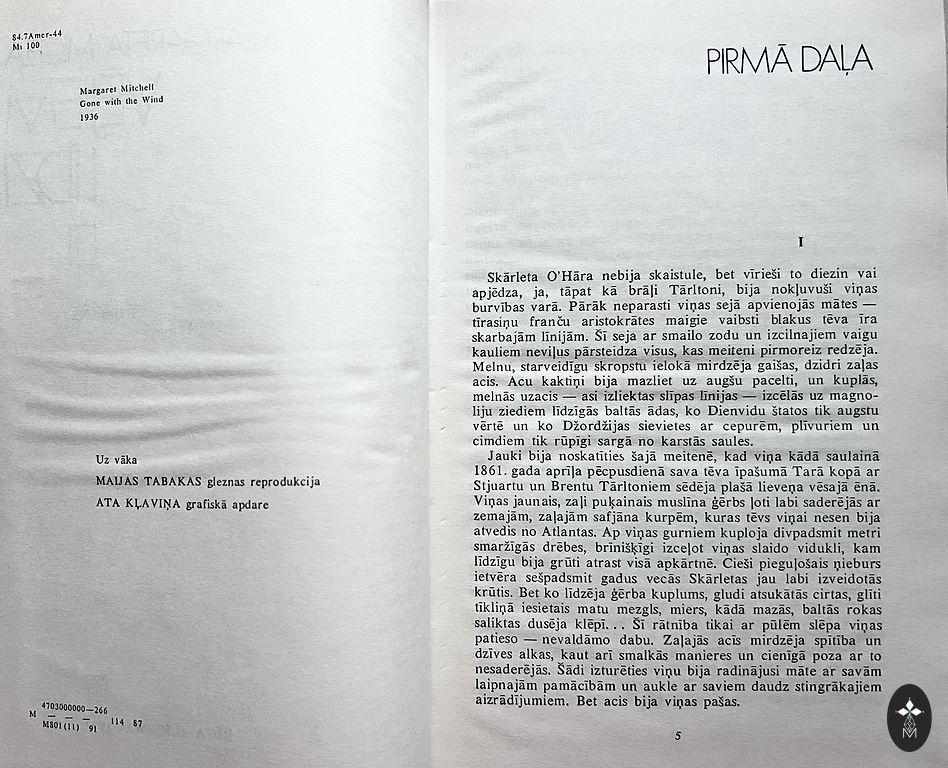 84.7Amer-44
Mi 100
Margaret Mitchell
Gone with the Wind
1936
Uz vāka
MAIJAS TABAKAS gleznas reprodukcija
ATA KĻAVIŅA grafiskā apdare
M 4703000000—266 / M801(11) 91 — — — 114 87
PIRMĀ DAĻA
I
Skārleta O'Hāra nebija skaistule, bet vīrieši to diezin vai
apjēdza, ja, tāpat kā brāļi Tārltoni, bija nokļuvuši viņas
burvības varā. Pārāk neparasti viņas sejā apvienojās mātes —
tīrasiņu franču aristokrātes maigie vaibsti blakus tēva īra
skarbajām līnijām. Šī seja ar smailo zodu un izcilnajiem vaigu
kauliem neviļus pārsteidza visus, kas meiteni pirmoreiz redzēja.
Melnu, starveidīgu skropstu ielokā mirdzēja gaišas, dzidri zaļas
acis. Acu kaktiņi bija mazliet uz augšu pacelti, un kuplās,
melnās uzacis — asi izliektas slīpas līnijas — izcēlās uz magno-
liju ziediem līdzīgās baltās ādas, ko Dienvidu štatos tik augstu
vērtē un ko Džordžijas sievietes ar cepurēm, plīvuriem un
cimdiem tik rūpīgi sargā no karstās saules.
Jauki bija noskatīties šajā meitenē, kad viņa kādā saulainā
1861. gada aprīļa pēcpusdienā sava tēva īpašumā Tarā kopā ar
Stjuartu un Brentu Tārltoniem sēdēja plašā lieveņa vēsajā ēnā.
Viņas jaunais, zaļi puķainais muslīna ģērbs ļoti labi saderējās ar
zemajām, zaļajām safjāna kurpēm, kuras tēvs viņai nesen bija
atvedis no Atlantas. Ap viņas gurniem kuploja divpadsmit metri
smaržīgās drēbes, brīnišķīgi izceļot viņas slaido vidukli, kam
līdzīgu bija grūti atrast visā apkārtnē. Cieši pieguļošais ņieburs
ietvēra sešpadsmit gadus vecās Skārletas jau labi izveidotās
krūtis. Bet ko līdzēja ģērba kuplums, gludi atsukātās cirtas, glīti
tīkliņā iesietais matu mezgls, miers, kādā mazās, baltās rokas
saliktas dusēja klēpī... Šī rātnība tikai ar pūlēm slēpa viņas
patieso — nevaldāmo dabu. Zaļajās acis mirdzēja spītība un
dzīves alkas, kaut arī smalkās manieres un cienīgā poza ar to
nesaderējās. Šādi izturēties viņu bija radinājusi māte ar savām
laipnajām pamācībām un aukle ar saviem daudz stingrākajiem
aizrādījumiem. Bet acis bija viņas pašas.
5
M